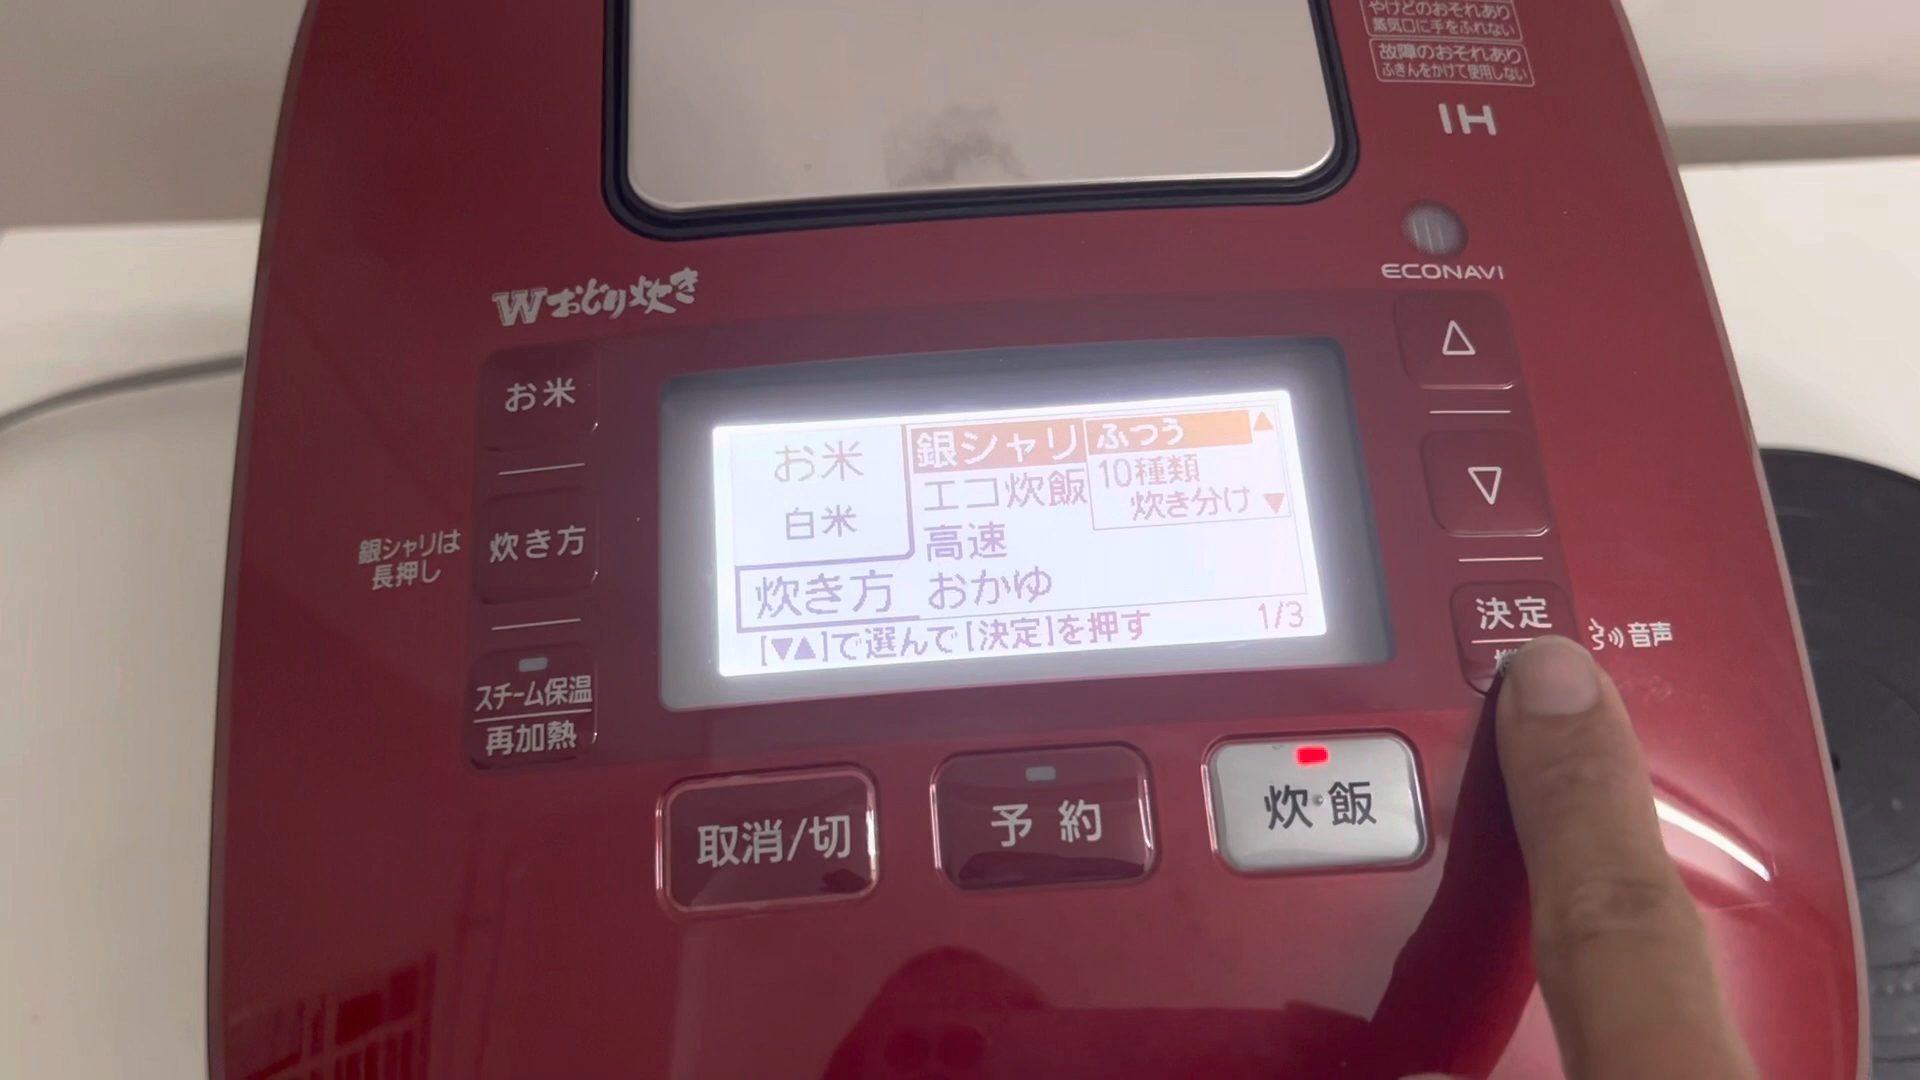 やけどのおそれあり
蒸気口に手をふれない
故障のおそれあり
ふきんをかけて使用しない
IH
ECONAVI
Wおどり炊き
お米
銀シャリは
長押し
炊き方
スチーム保温
再加熱
お米
白米
炊き方
銀シャリ
エコ炊飯
高速
おかゆ
ふつう
10種類
炊き分け
[▼▲]で選んで[決定]を押す
1/3
△
▽
決定
音声
取消/切
予約
炊飯